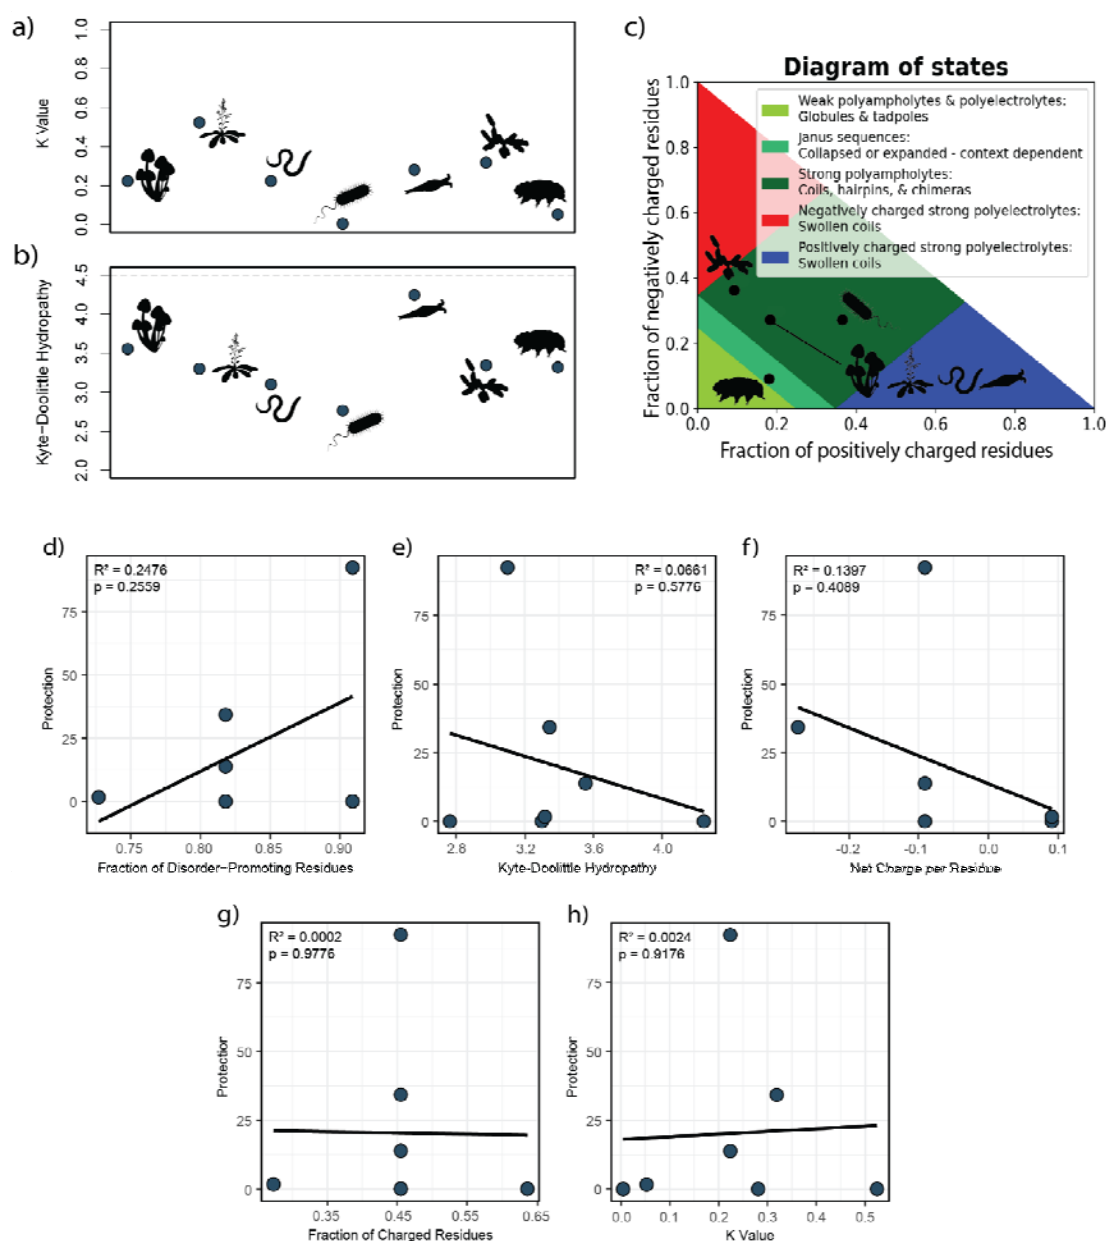 a)
K Value
0.0 0.2 0.4 0.6 0.8 1.0
b)
Kyte-Doolittle Hydropathy
2.0 2.5 3.0 3.5 4.0 4.5
c)
Diagram of states
Weak polyampholytes & polyelectrolytes:
Globules & tadpoles
Janus sequences:
Collapsed or expanded - context dependent
Strong polyampholytes:
Coils, hairpins, & chimeras
Negatively charged strong polyelectrolytes:
Swollen coils
Positively charged strong polyelectrolytes:
Swollen coils
Fraction of negatively charged residues
1.0
0.8
0.6
0.4
0.2
0.0
0.0 0.2 0.4 0.6 0.8 1.0
Fraction of positively charged residues
d)
R² = 0.2476
p = 0.2559
Protection
75
50
25
0
0.75 0.80 0.85 0.90
Fraction of Disorder-Promoting Residues
e)
R² = 0.0661
p = 0.5776
Protection
75
50
25
0
2.8 3.2 3.6 4.0
Kyte-Doolittle Hydropathy
f)
R² = 0.1397
p = 0.4089
Protection
75
50
25
0
-0.2 -0.1 0.0 0.1
Net Charge per Residue
g)
R² = 0.0002
p = 0.9776
Protection
75
50
25
0
0.35 0.45 0.55 0.65
Fraction of Charged Residues
h)
R² = 0.0024
p = 0.9176
Protection
75
50
25
0
0.0 0.1 0.2 0.3 0.4 0.5
K Value